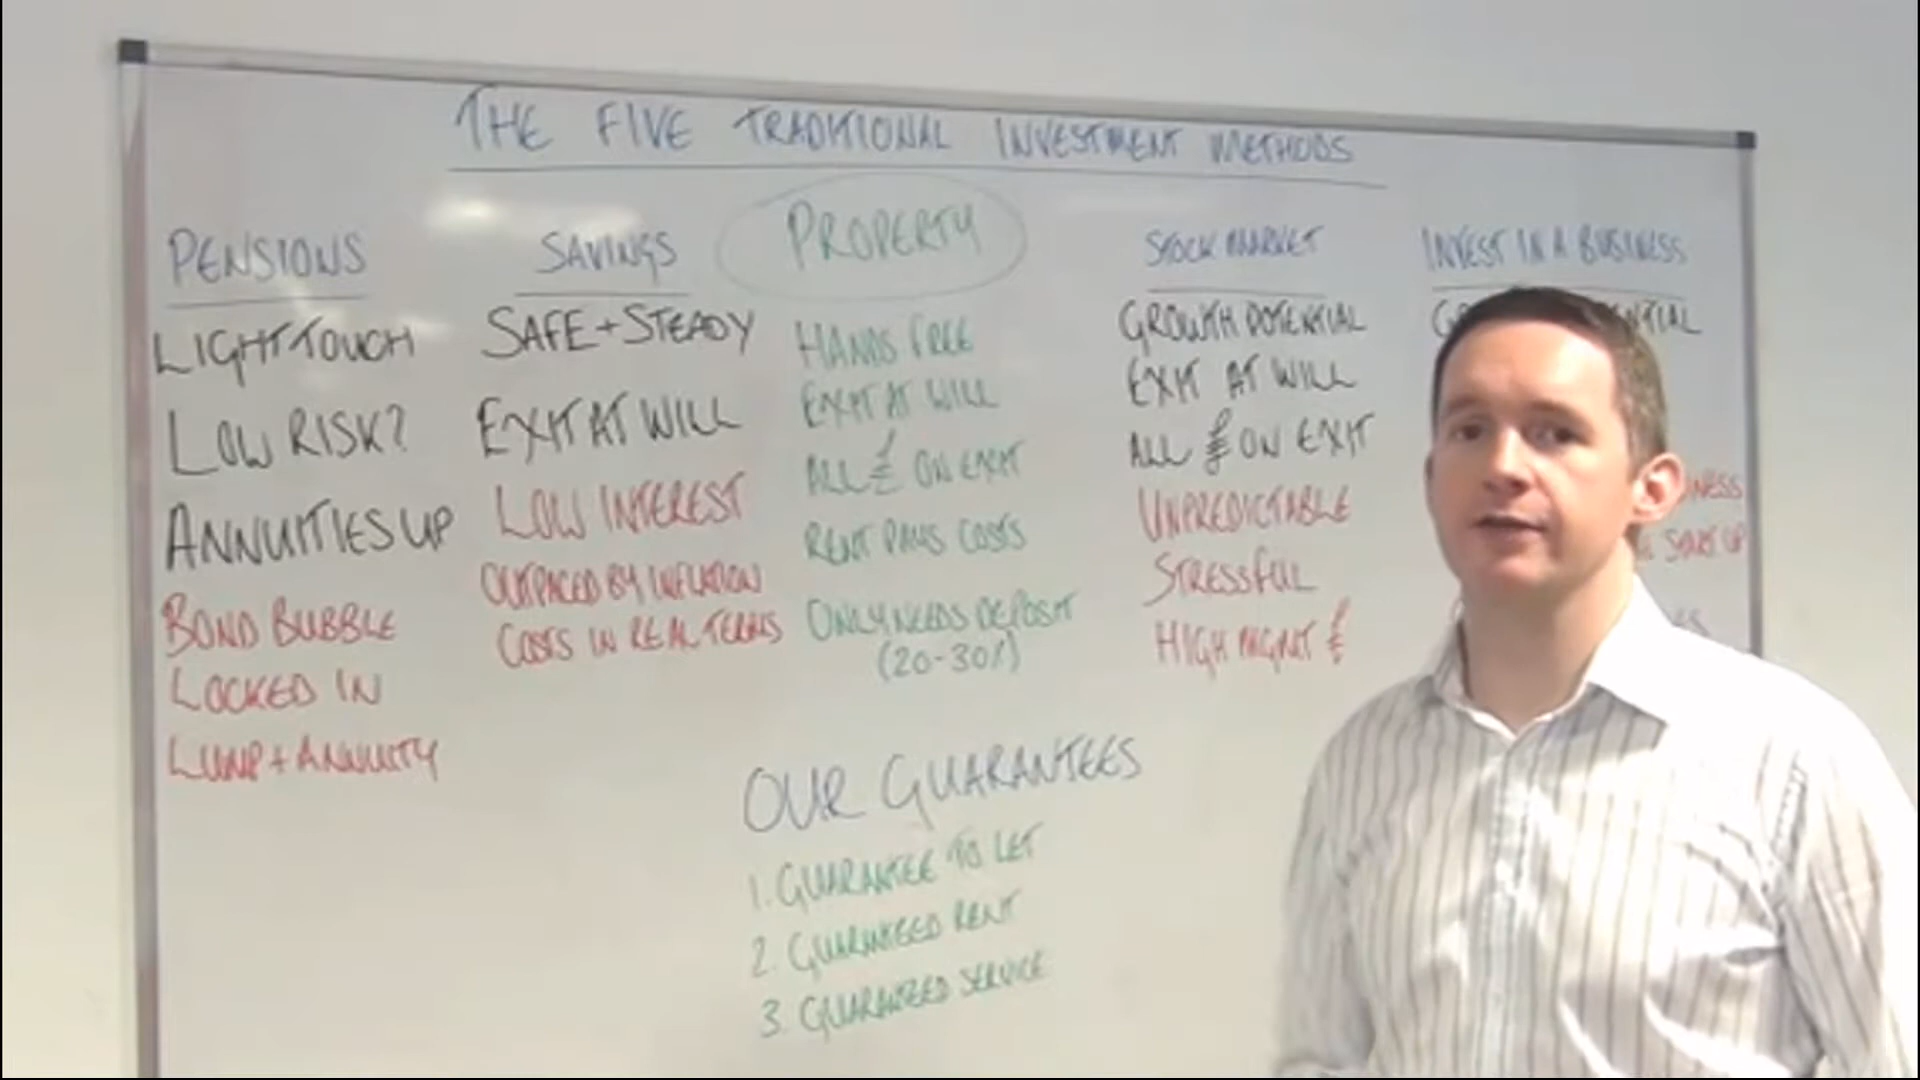 THE FIVE TRADITIONAL INVESTMENT METHODS
PENSIONS
LIGHT TOUCH
LOW RISK?
ANNUITIES UP
BOND BUBBLE
LOCKED IN
LUMP + ANNUITY
SAVINGS
SAFE + STEADY
EXIT AT WILL
LOW INTEREST
OUTPACED BY INFLATION
COSTS IN REAL TERMS
PROPERTY
HANDS FREE
EXIT AT WILL
ALL £ ON EXIT
RENT PAYS COSTS
ONLY NEEDS DEPOSIT
(20-30%)
STOCK MARKET
GROWTH POTENTIAL
EXIT AT WILL
ALL £ ON EXIT
UNPREDICTABLE
STRESSFUL
HIGH MGMT £
INVEST IN A BUSINESS
START UP
OUR GUARANTEES
1. GUARANTEE TO LET
2. GUARANTEED RENT
3. GUARANTEED SERVICE